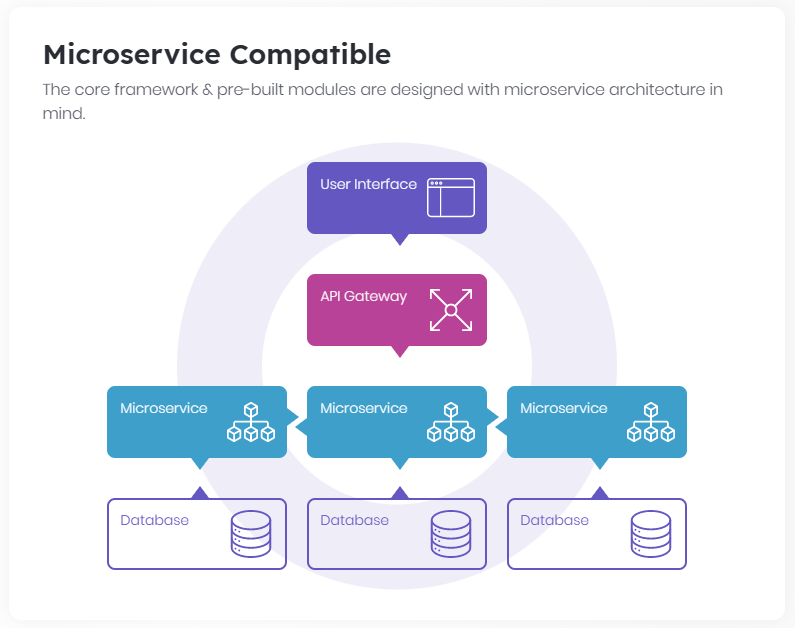 Microservice Compatible
The core framework & pre-built modules are designed with microservice architecture in
mind.
User Interface
API Gateway
Microservice
Microservice
Microservice
Database
Database
Database